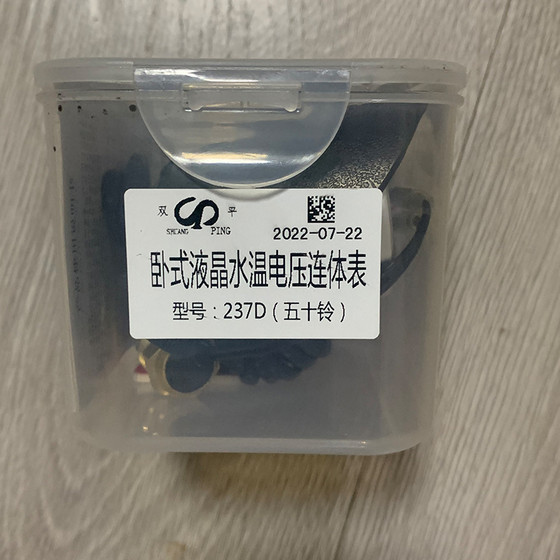 双 平
SHUANG PING
2022-07-22
卧式液晶水温电压连体表
型号:237D(五十铃)